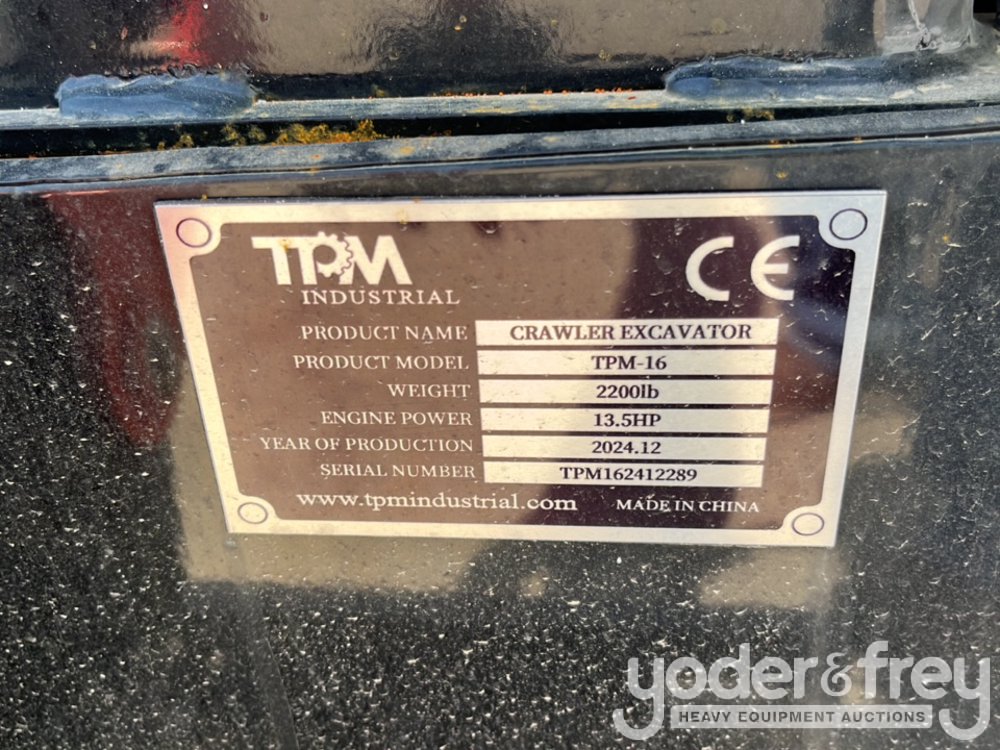 TPM
INDUSTRIAL
CE
PRODUCT NAME CRAWLER EXCAVATOR
PRODUCT MODEL TPM-16
WEIGHT 2200lb
ENGINE POWER 13.5HP
YEAR OF PRODUCTION 2024.12
SERIAL NUMBER TPM162412289
www.tpmindustrial.com MADE IN CHINA
yoder&frey
HEAVY EQUIPMENT AUCTIONS